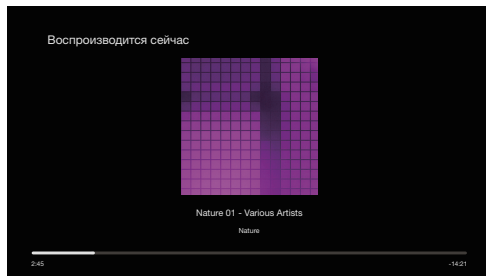 Воспроизводится сейчас
Nature 01 - Various Artists
Nature
2:45
-14:21